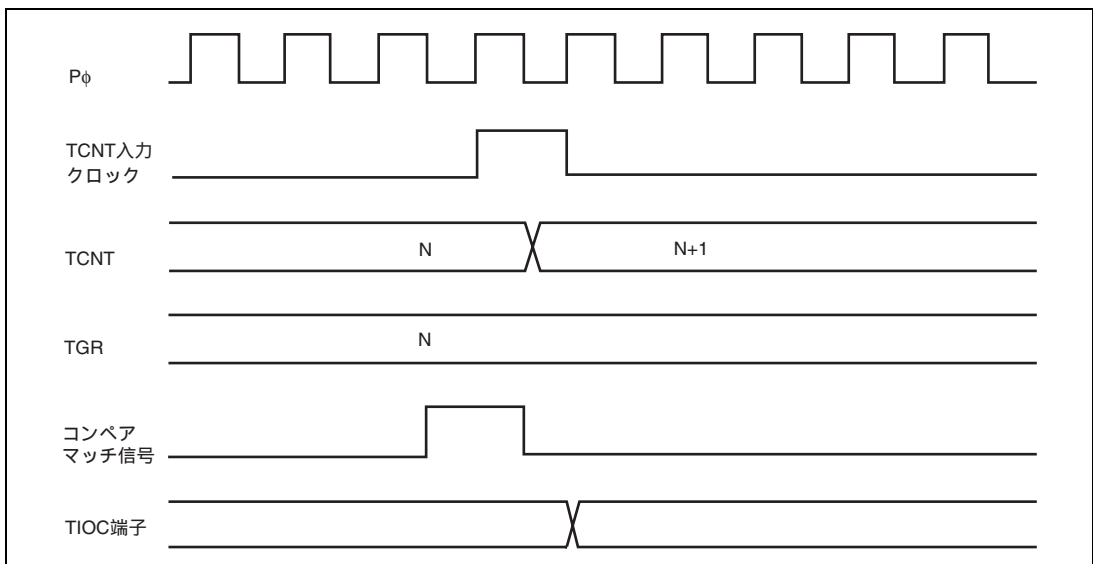 Pφ
TCNT入力
クロック
TCNT
N
N+1
TGR
N
コンペア
マッチ信号
TIOC端子